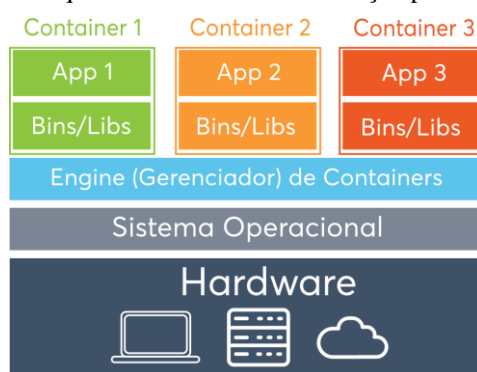 Container 1 Container 2 Container 3
App 1 App 2 App 3
Bins/Libs Bins/Libs Bins/Libs
Engine (Gerenciador) de Containers
Sistema Operacional
Hardware